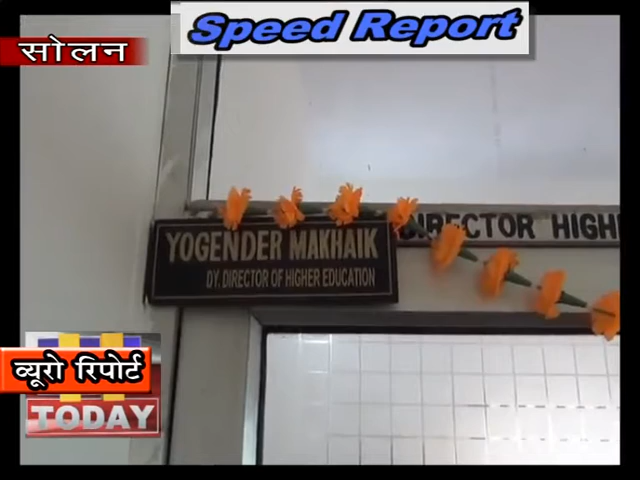 Speed Report
सोलन
DIRECTOR HIGH
YOGENDER MAKHAIK
DY. DIRECTOR OF HIGHER EDUCATION
ब्यूरो रिपोर्ट
TODAY